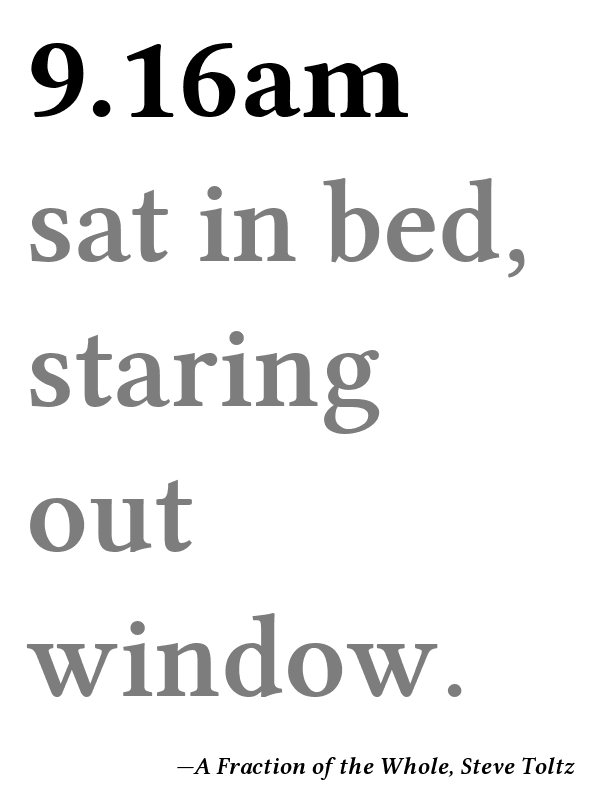 9.16am
sat in bed,
staring
out
window.
—A Fraction of the Whole, Steve Toltz